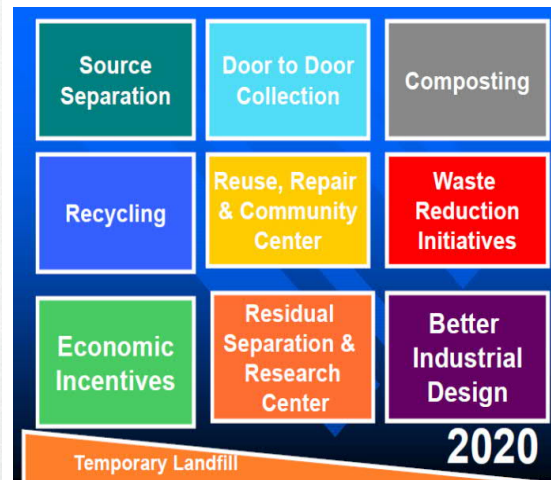 Source
Separation
Door to Door
Collection
Composting
Recycling
Reuse, Repair
& Community
Center
Waste
Reduction
Initiatives
Economic
Incentives
Residual
Separation &
Research
Center
Better
Industrial
Design
2020
Temporary Landfill